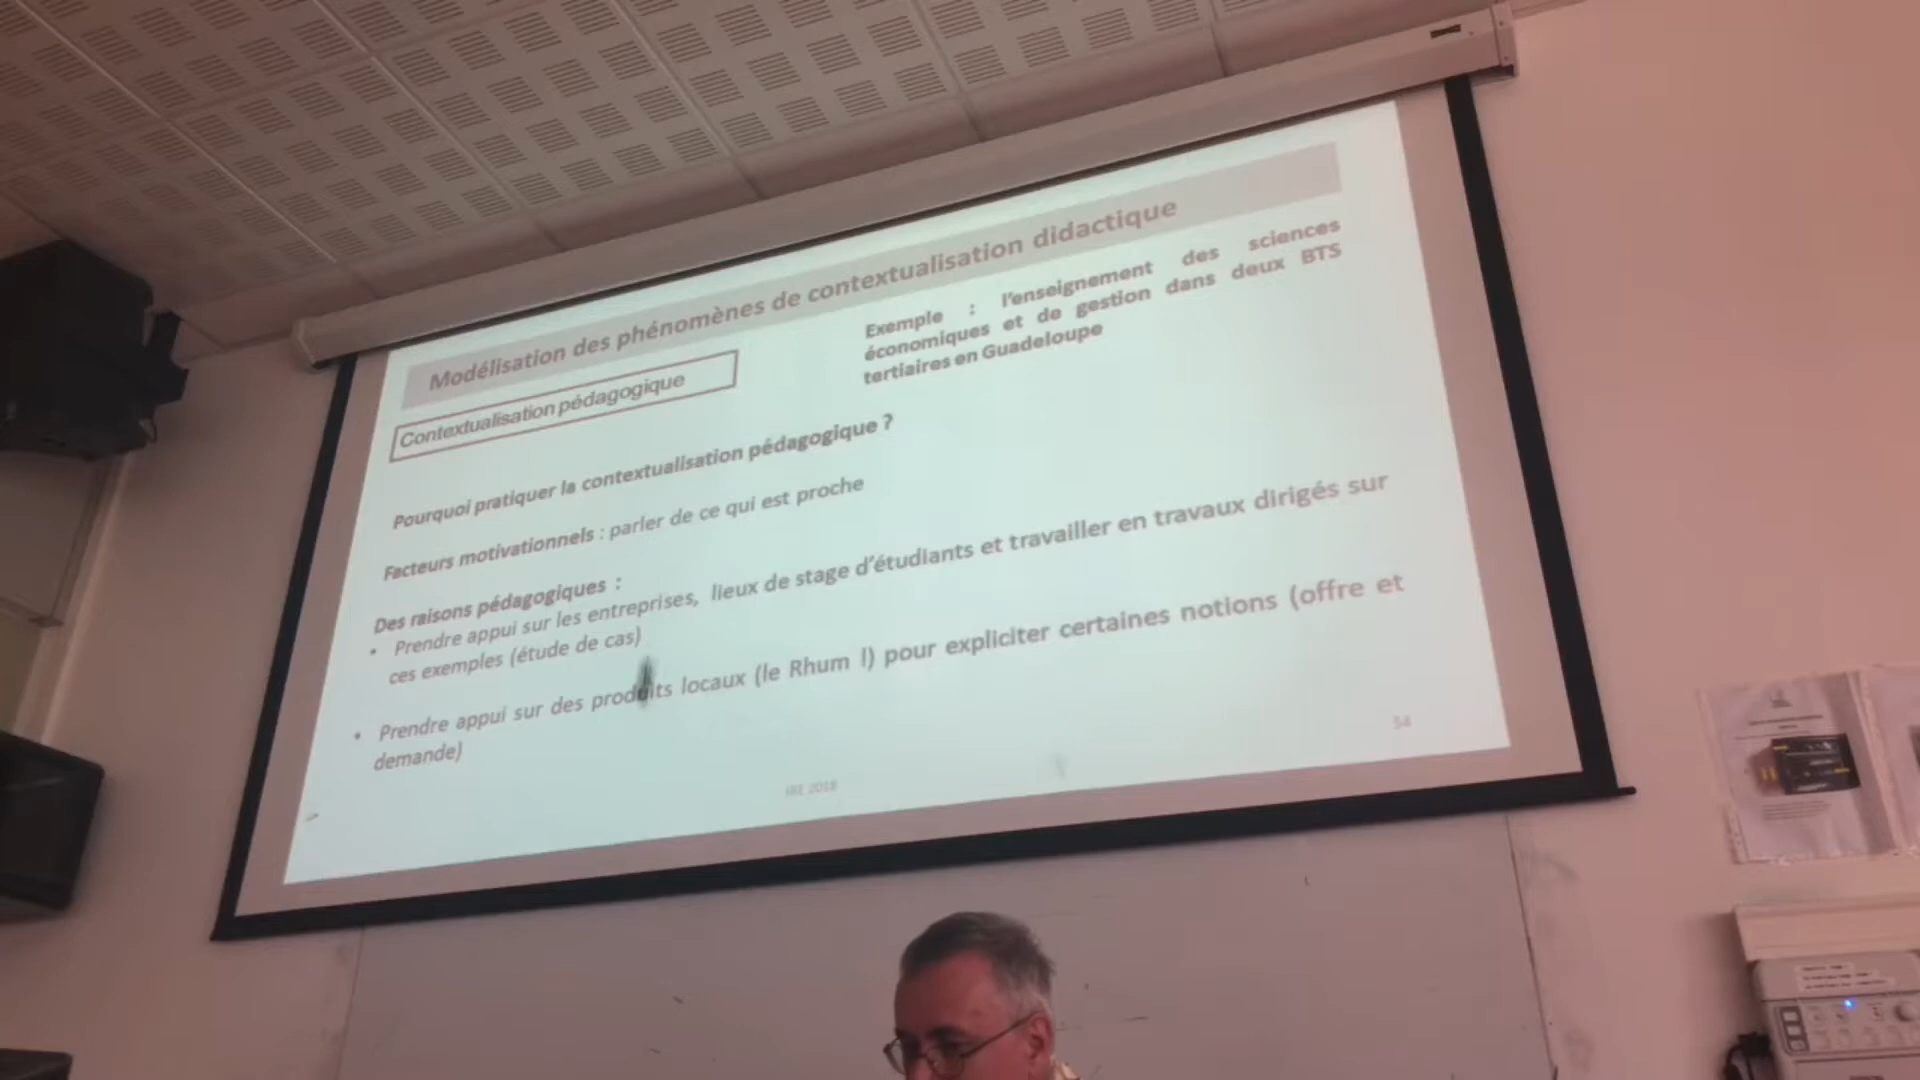 Modélisation des phénomènes de contextualisation didactique
Contextualisation pédagogique
Exemple : l'enseignement des sciences
économiques et de gestion dans deux BTS
tertiaires en Guadeloupe
Pourquoi pratiquer la contextualisation pédagogique ?
Facteurs motivationnels : parler de ce qui est proche
Des raisons pédagogiques :
• Prendre appui sur les entreprises, lieux de stage d'étudiants et travailler en travaux dirigés sur
ces exemples (étude de cas)
• Prendre appui sur des produits locaux (le Rhum !) pour expliciter certaines notions (offre et
demande)
2018
34